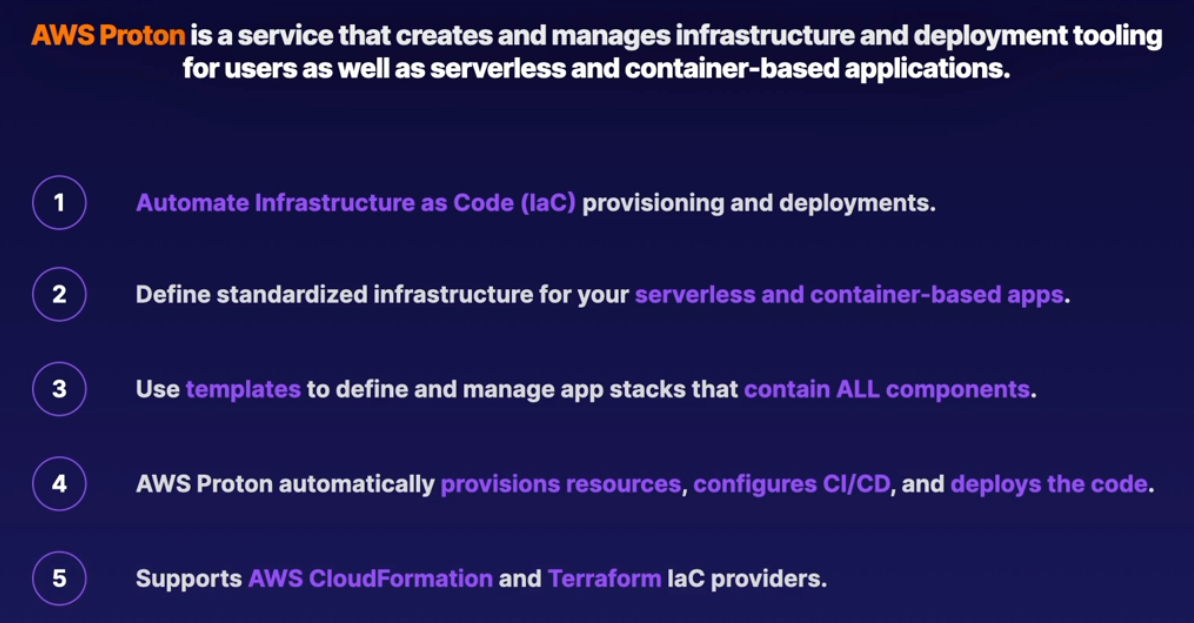 AWS Proton is a service that creates and manages infrastructure and deployment tooling
for users as well as serverless and container-based applications.
1 Automate Infrastructure as Code (IaC) provisioning and deployments.
2 Define standardized infrastructure for your serverless and container-based apps.
3 Use templates to define and manage app stacks that contain ALL components.
4 AWS Proton automatically provisions resources, configures CI/CD, and deploys the code.
5 Supports AWS CloudFormation and Terraform IaC providers.